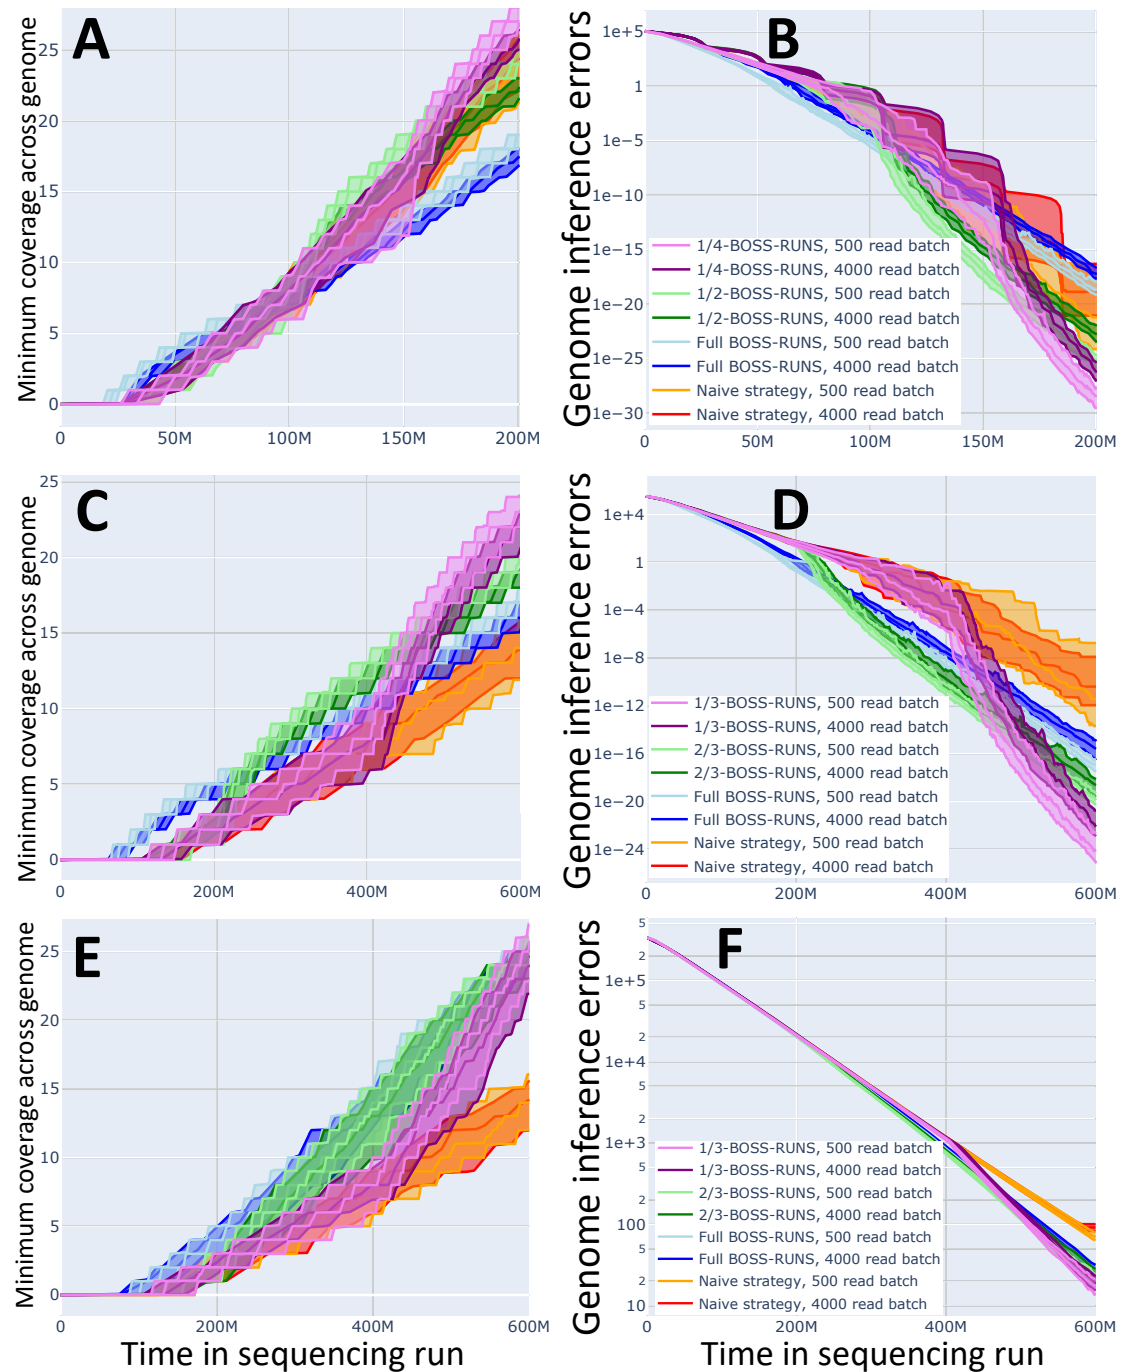 A
Minimum coverage across genome
25
20
15
10
5
0
0
50M
100M
150M
200M
B
Genome inference errors
1e+5
1
1e−5
1e−10
1e−15
1e−20
1e−25
1e−30
1/4-BOSS-RUNS, 500 read batch
1/4-BOSS-RUNS, 4000 read batch
1/2-BOSS-RUNS, 500 read batch
1/2-BOSS-RUNS, 4000 read batch
Full BOSS-RUNS, 500 read batch
Full BOSS-RUNS, 4000 read batch
Naive strategy, 500 read batch
Naive strategy, 4000 read batch
0
50M
100M
150M
200M
C
Minimum coverage across genome
25
20
15
10
5
0
0
200M
400M
600M
D
Genome inference errors
1e+4
1
1e−4
1e−8
1e−12
1e−16
1e−20
1e−24
1/3-BOSS-RUNS, 500 read batch
1/3-BOSS-RUNS, 4000 read batch
2/3-BOSS-RUNS, 500 read batch
2/3-BOSS-RUNS, 4000 read batch
Full BOSS-RUNS, 500 read batch
Full BOSS-RUNS, 4000 read batch
Naive strategy, 500 read batch
Naive strategy, 4000 read batch
0
200M
400M
600M
E
Minimum coverage across genome
25
20
15
10
5
0
0
200M
400M
600M
Time in sequencing run
F
Genome inference errors
5
2
1e+5
5
2
1e+4
5
2
1e+3
5
2
100
5
2
10
1/3-BOSS-RUNS, 500 read batch
1/3-BOSS-RUNS, 4000 read batch
2/3-BOSS-RUNS, 500 read batch
2/3-BOSS-RUNS, 4000 read batch
Full BOSS-RUNS, 500 read batch
Full BOSS-RUNS, 4000 read batch
Naive strategy, 500 read batch
Naive strategy, 4000 read batch
0
200M
400M
600M
Time in sequencing run